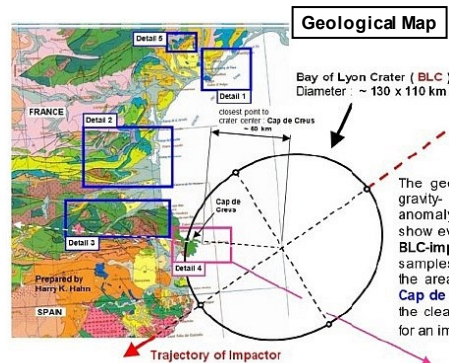 Geological Map
Detail 5
Detail 1
Bay of Lyon Crater ( BLC )
Diameter : ~ 130 x 110 km
FRANCE
Detail 2
closest point to
crater center : Cap de Creus
~ 60 km
The geo
gravity-
anomaly
show ev
BLC-imp
samples
the area
Cap de
the clea
for an im
Cap de
Creus
Detail 3
Detail 4
Prepared by
Harry K. Hahn
SPAIN
Trajectory of Impactor